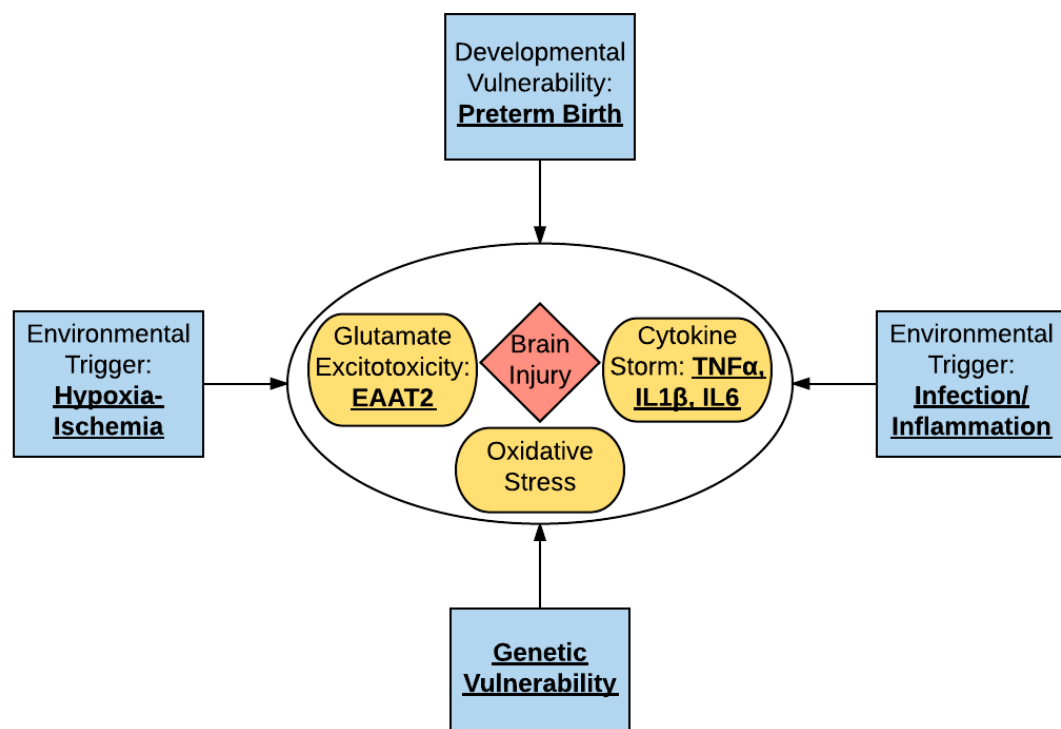 Developmental
Vulnerability:
Preterm Birth
Environmental
Trigger:
Hypoxia-
Ischemia
Glutamate
Excitotoxicity:
EAAT2
Brain
Injury
Cytokine
Storm: TNFα,
IL1β, IL6
Oxidative
Stress
Environmental
Trigger:
Infection/
Inflammation
Genetic
Vulnerability